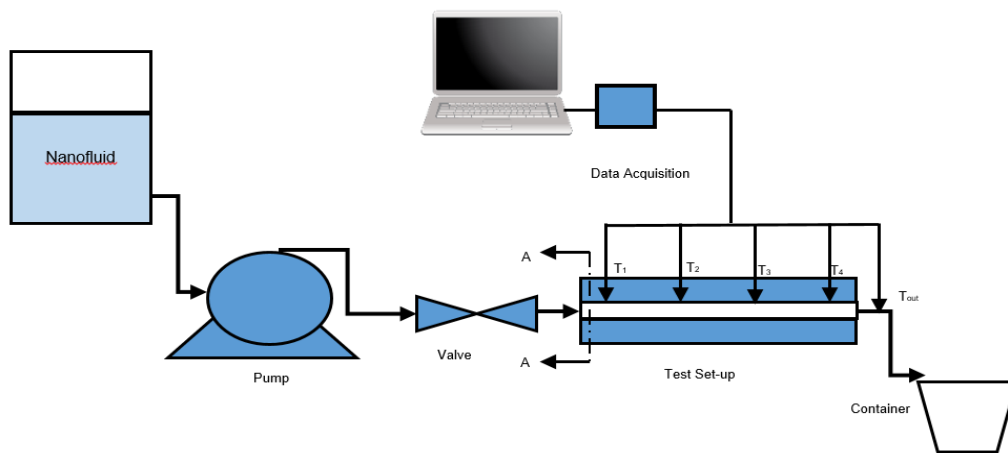 Nanofluid
Data Acquisition
A
T₁
T₂
T₃
T₄
Tout
A
Valve
Pump
Test Set-up
Container